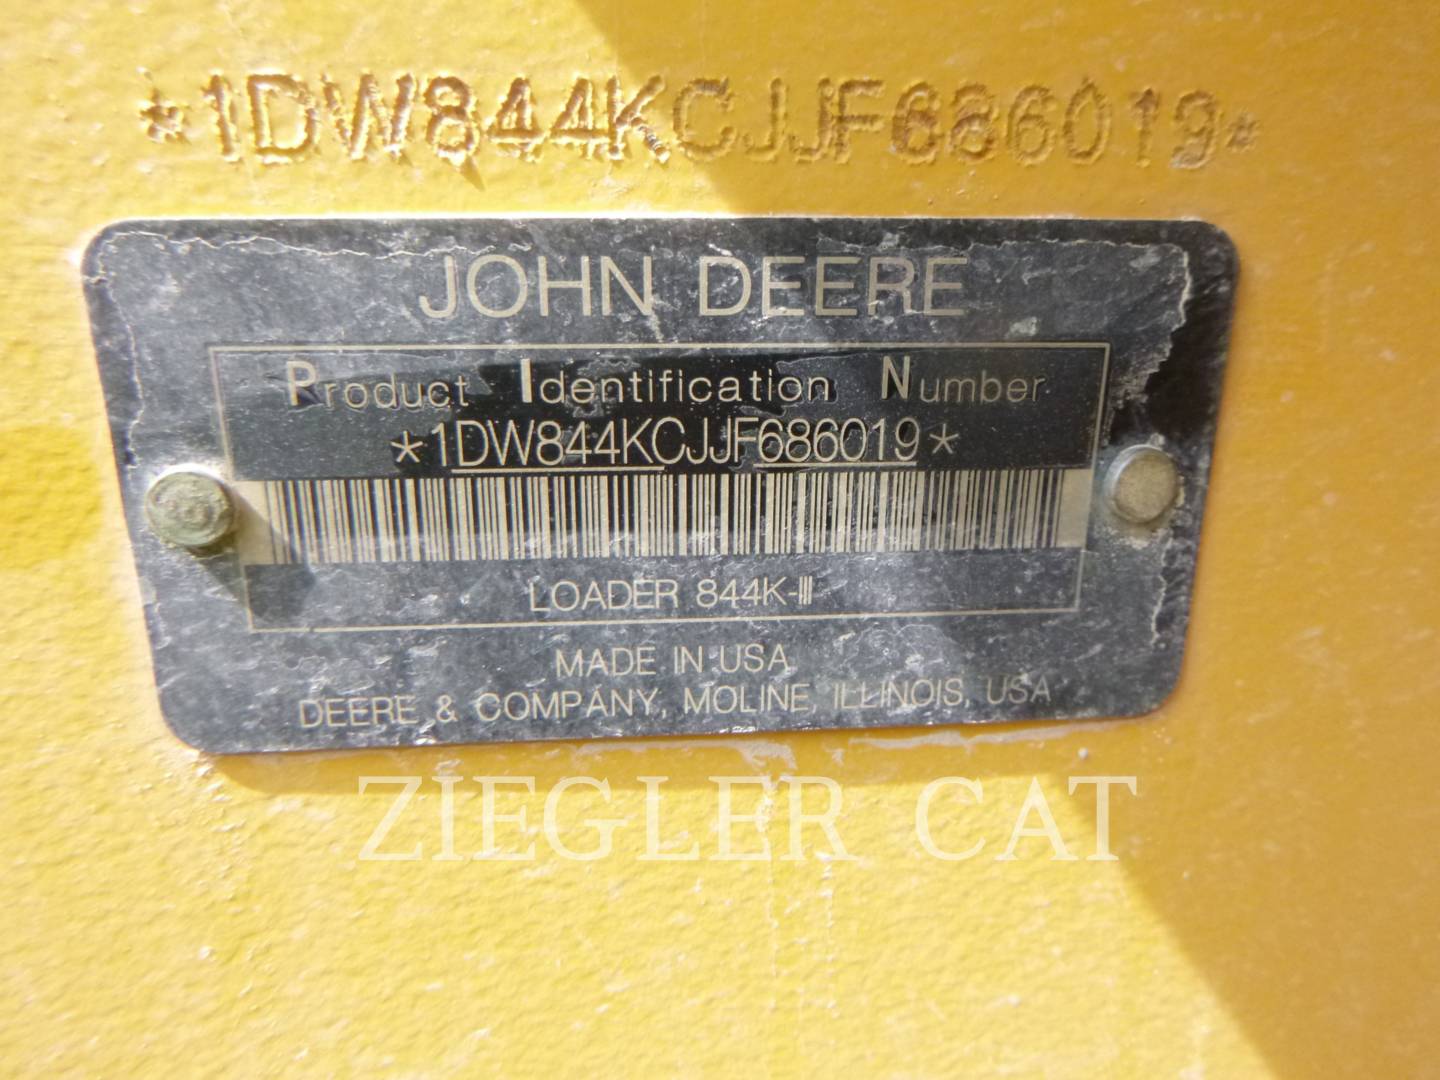 *1DW844KCJJF686019*
JOHN DEERE
Product Identification Number
*1DW844KCJJF686019*
LOADER 844K-III
MADE IN USA
DEERE & COMPANY, MOLINE, ILLINOIS, USA
ZIEGLER CAT